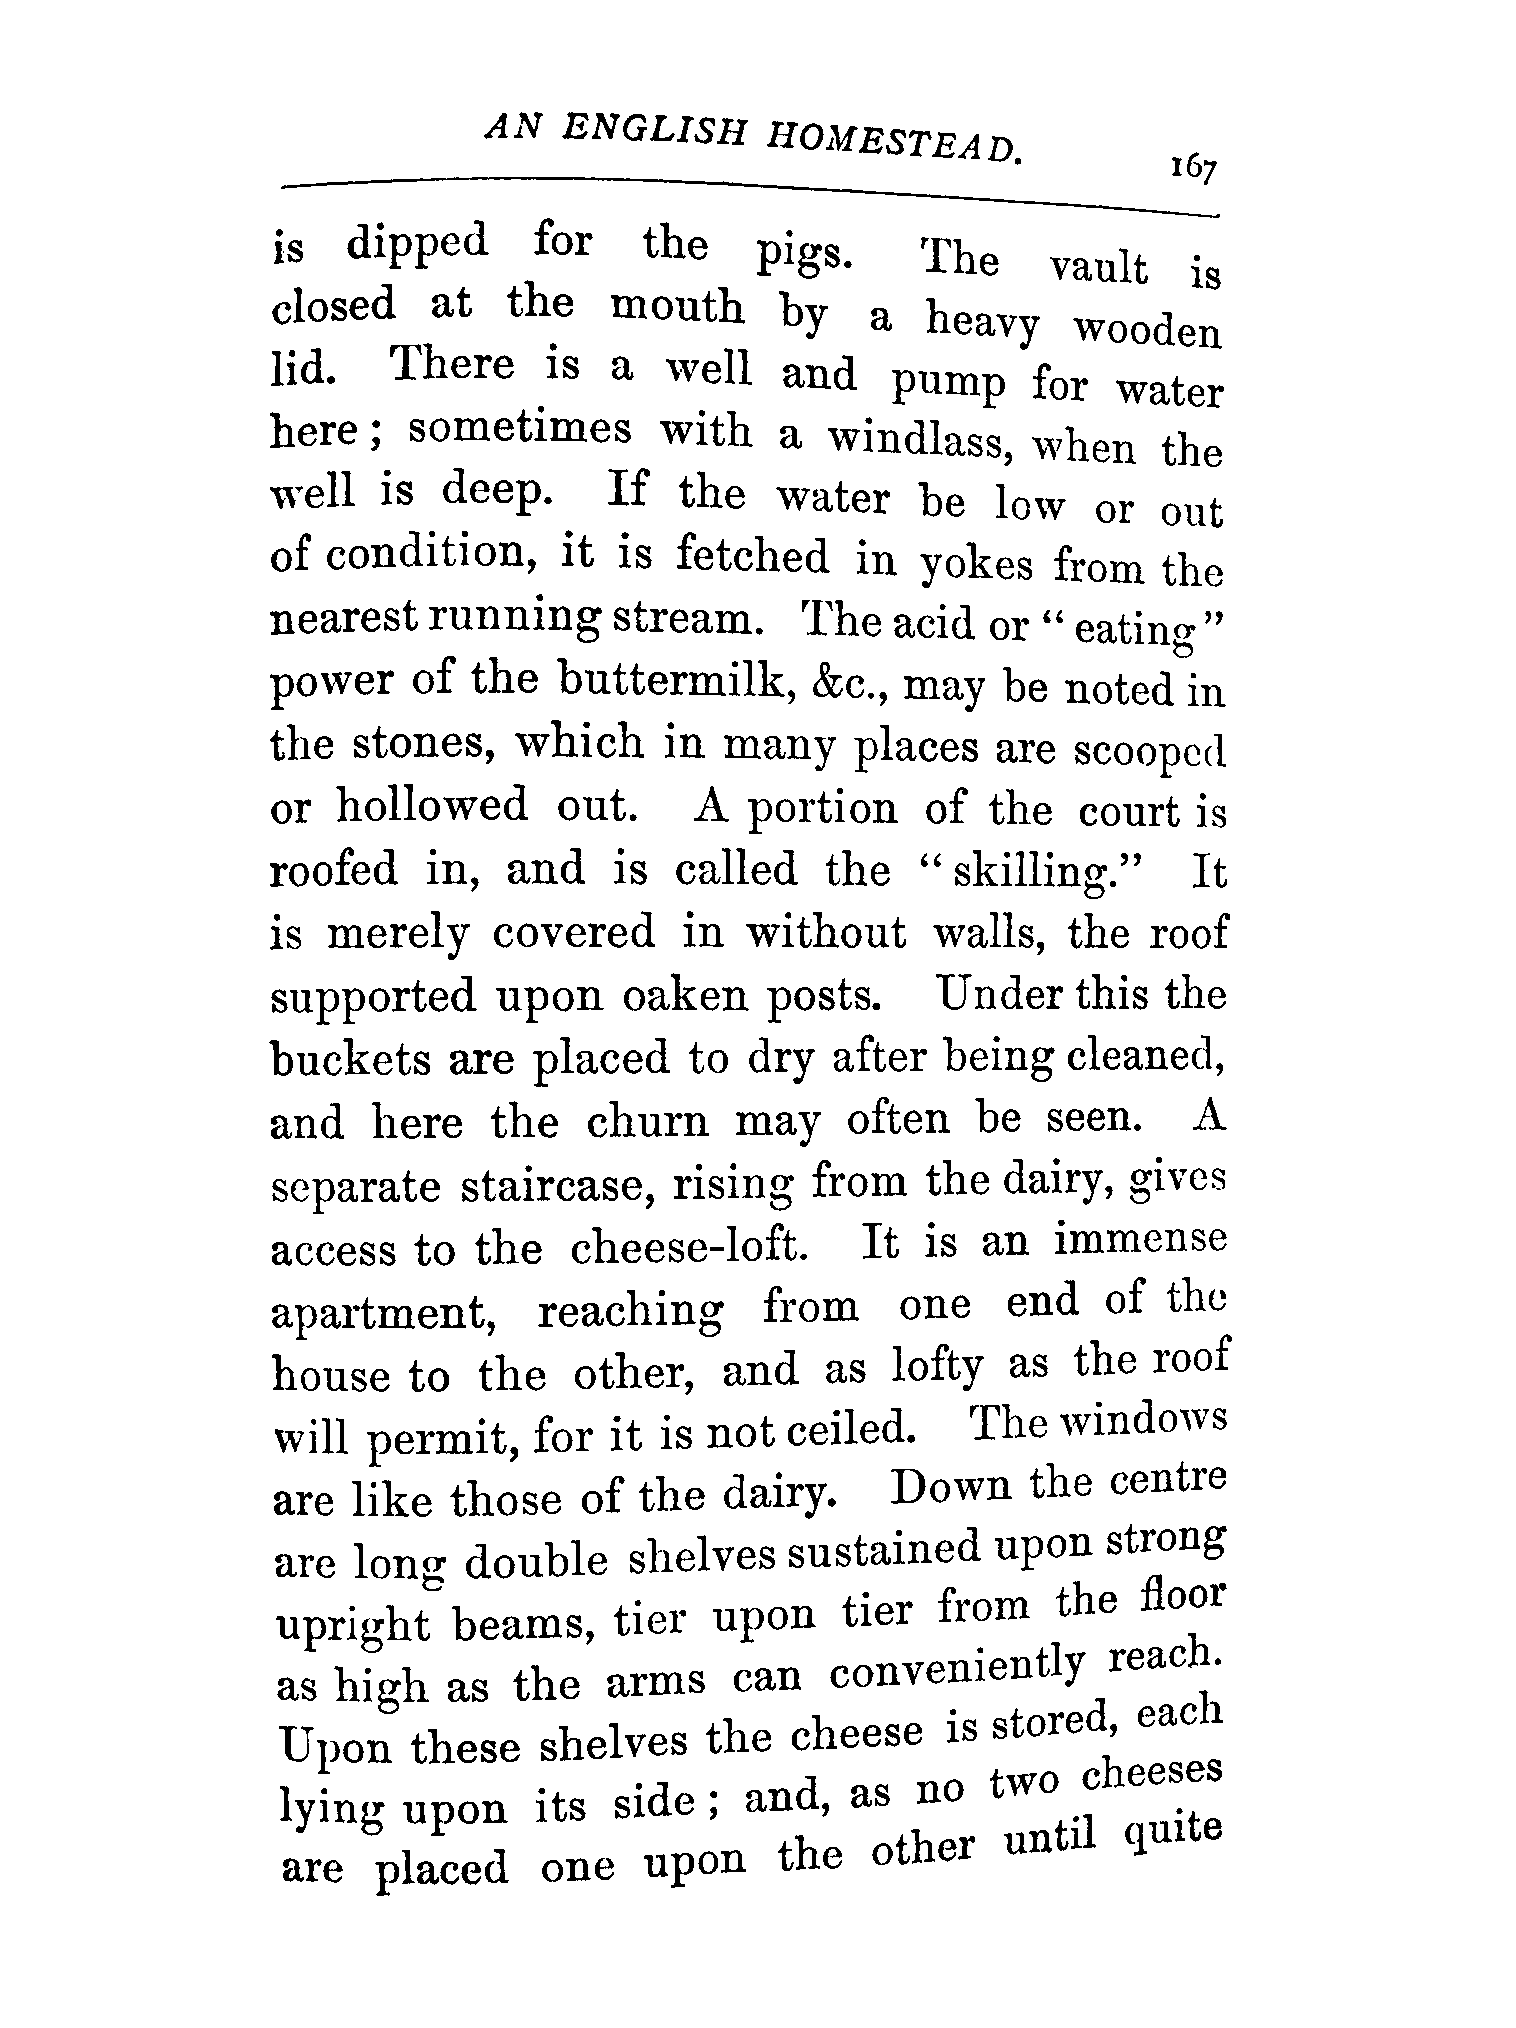 AN ENGLISH HOMESTEAD. 167
is dipped for the pigs. The vault is
closed at the mouth by a heavy wooden
lid. There is a well and pump for water
here; sometimes with a windlass, when the
well is deep. If the water be low or out
of condition, it is fetched in yokes from the
nearest running stream. The acid or “eating”
power of the buttermilk, &c., may be noted in
the stones, which in many places are scooped
or hollowed out. A portion of the court is
roofed in, and is called the “skilling.” It
is merely covered in without walls, the roof
supported upon oaken posts. Under this the
buckets are placed to dry after being cleaned,
and here the churn may often be seen. A
separate staircase, rising from the dairy, gives
access to the cheese-loft. It is an immense
apartment, reaching from one end of the
house to the other, and as lofty as the roof
will permit, for it is not ceiled. The windows
are like those of the dairy. Down the centre
are long double shelves sustained upon strong
upright beams, tier upon tier from the floor
as high as the arms can conveniently reach.
Upon these shelves the cheese is stored, each
lying upon its side; and, as no two cheeses
are placed one upon the other until quite